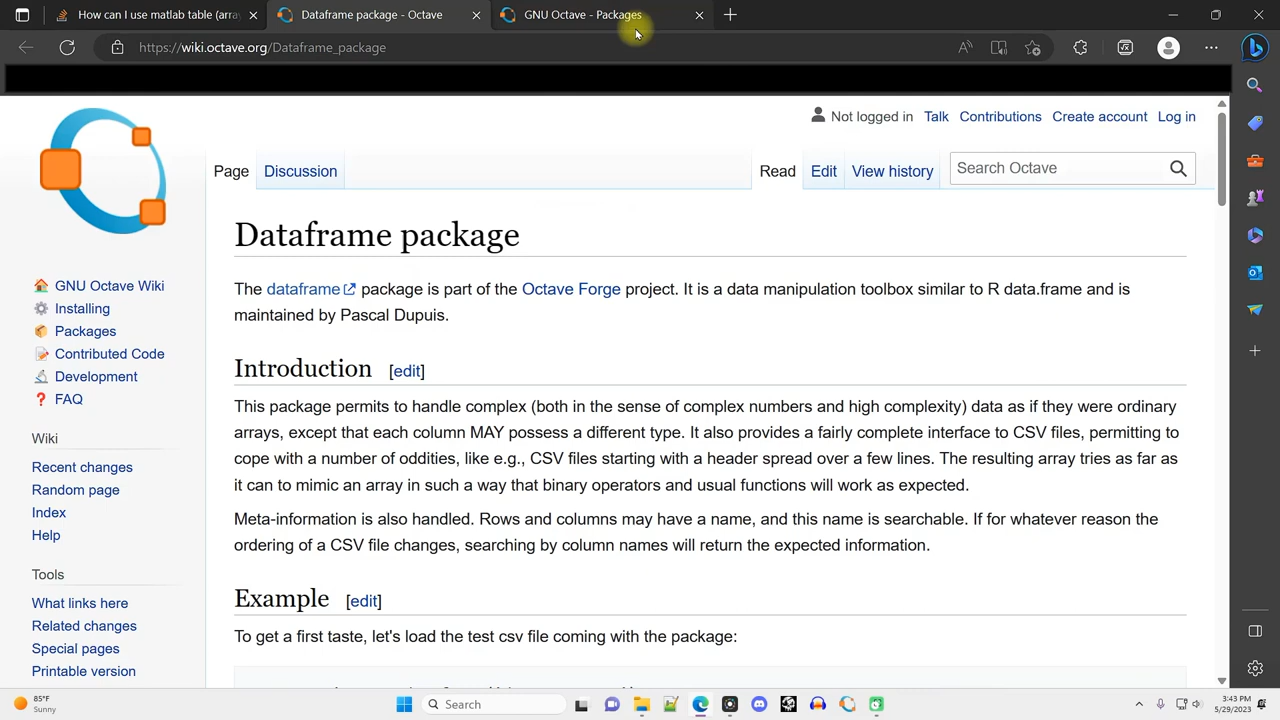 How can I use matlab table (array
Dataframe package - Octave
GNU Octave - Packages
https://wiki.octave.org/Dataframe_package
Not logged in Talk Contributions Create account Log in
Page Discussion Read Edit View history Search Octave
Dataframe package
The dataframe package is part of the Octave Forge project. It is a data manipulation toolbox similar to R data.frame and is
maintained by Pascal Dupuis.
Introduction [edit]
This package permits to handle complex (both in the sense of complex numbers and high complexity) data as if they were ordinary
arrays, except that each column MAY possess a different type. It also provides a fairly complete interface to CSV files, permitting to
cope with a number of oddities, like e.g., CSV files starting with a header spread over a few lines. The resulting array tries as far as
it can to mimic an array in such a way that binary operators and usual functions will work as expected.
Meta-information is also handled. Rows and columns may have a name, and this name is searchable. If for whatever reason the
ordering of a CSV file changes, searching by column names will return the expected information.
Example [edit]
To get a first taste, let's load the test csv file coming with the package:
GNU Octave Wiki
Installing
Packages
Contributed Code
Development
FAQ
Wiki
Recent changes
Random page
Index
Help
Tools
What links here
Related changes
Special pages
Printable version
85°F
Sunny
Search
3:43 PM
5/29/2023